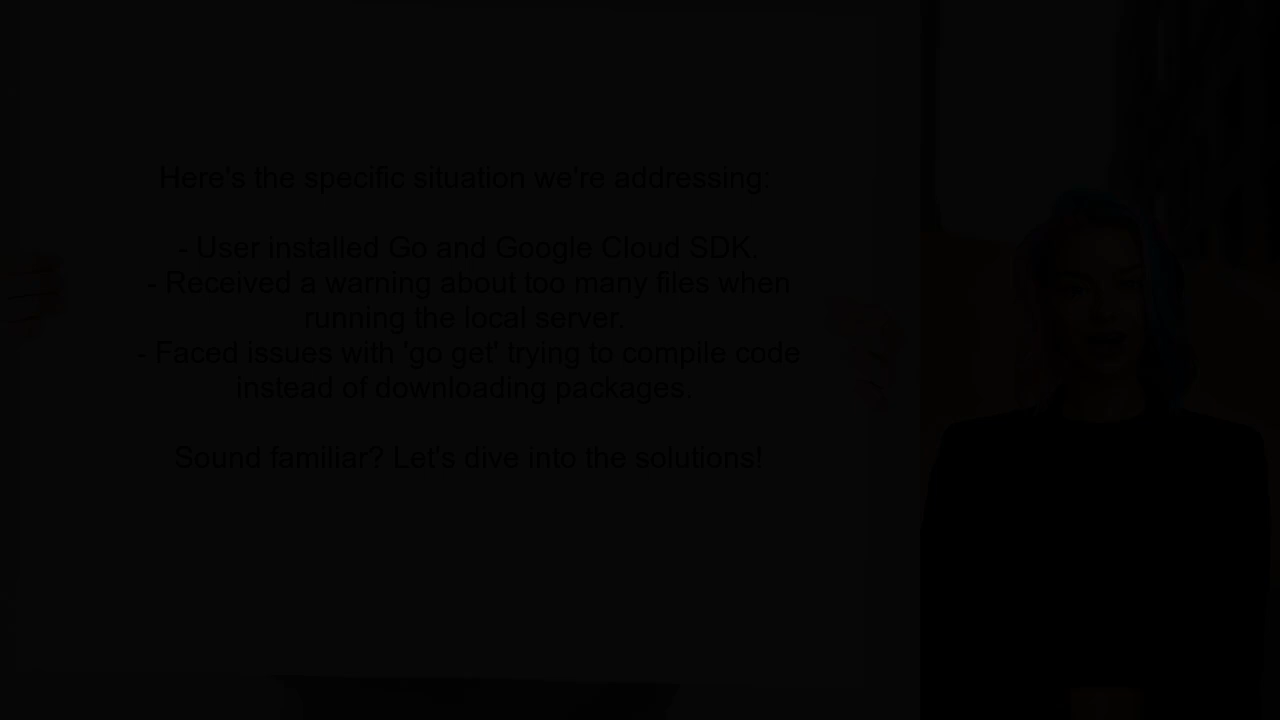 Here's the specific situation we're addressing:
- User installed Go and Google Cloud SDK.
- Received a warning about too many files when
running the local server.
- Faced issues with 'go get' trying to compile code
instead of downloading packages.
Sound familiar? Let's dive into the solutions!